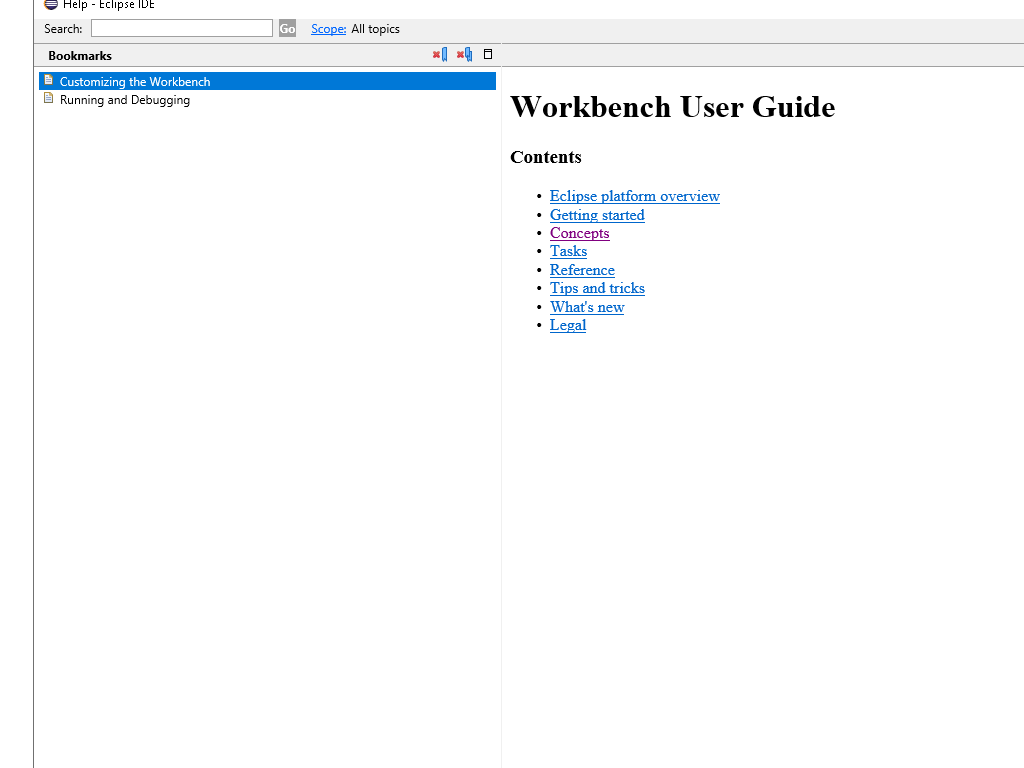 Help - Eclipse IDE
Search: Go Scope: All topics
Bookmarks
Customizing the Workbench
Running and Debugging
Workbench User Guide
Contents
• Eclipse platform overview
• Getting started
• Concepts
• Tasks
• Reference
• Tips and tricks
• What's new
• Legal